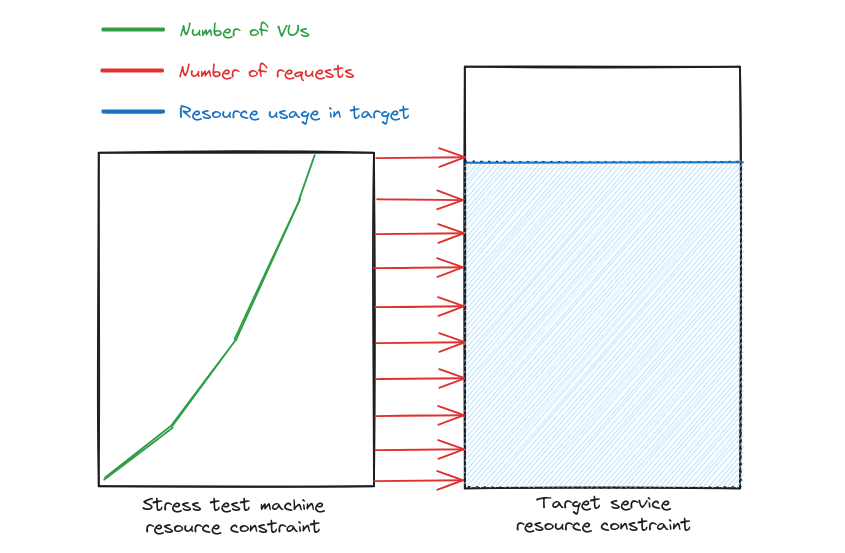 Number of VUs
Number of requests
Resource usage in target
Stress test machine
resource constraint
Target service
resource constraint